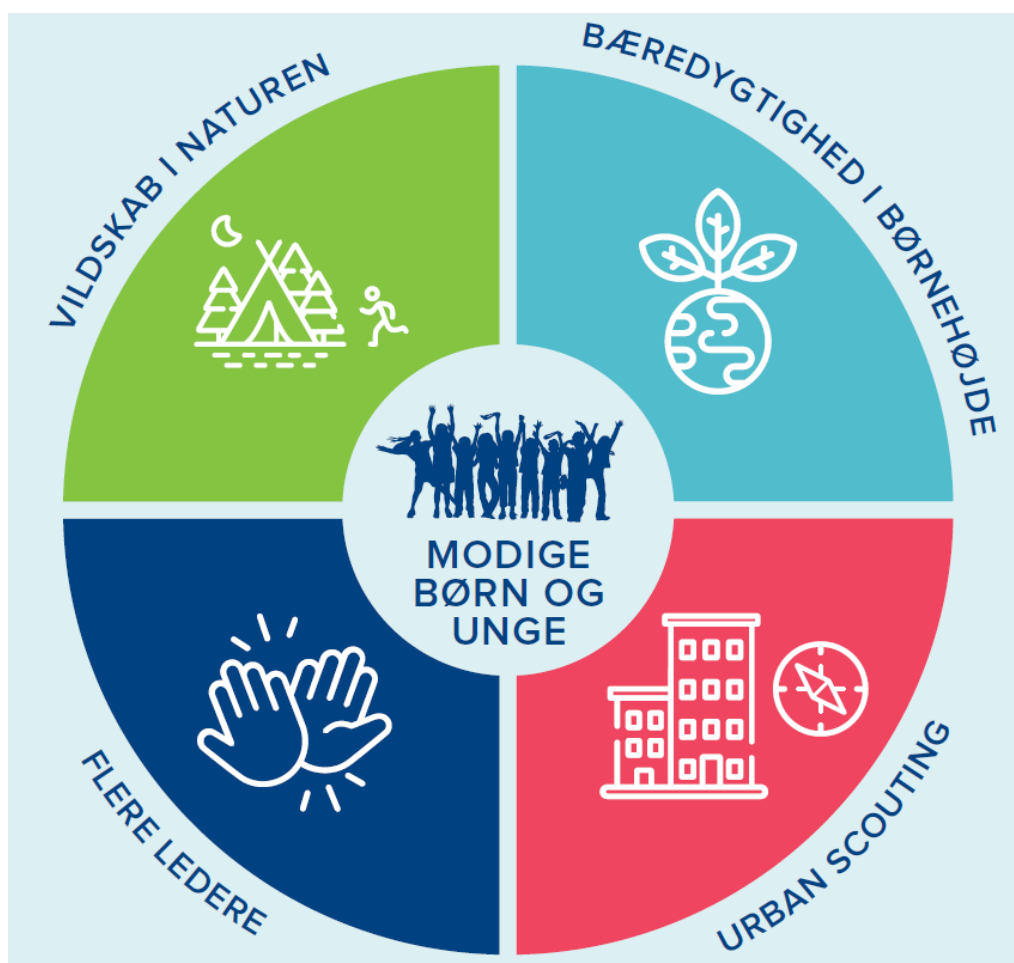 VILDSKAB I NATUREN
BÆREDYGTIGHED I BØRNEHØJDE
MODIGE
BØRN OG
UNGE
FLERE LEDERE
URBAN SCOUTING